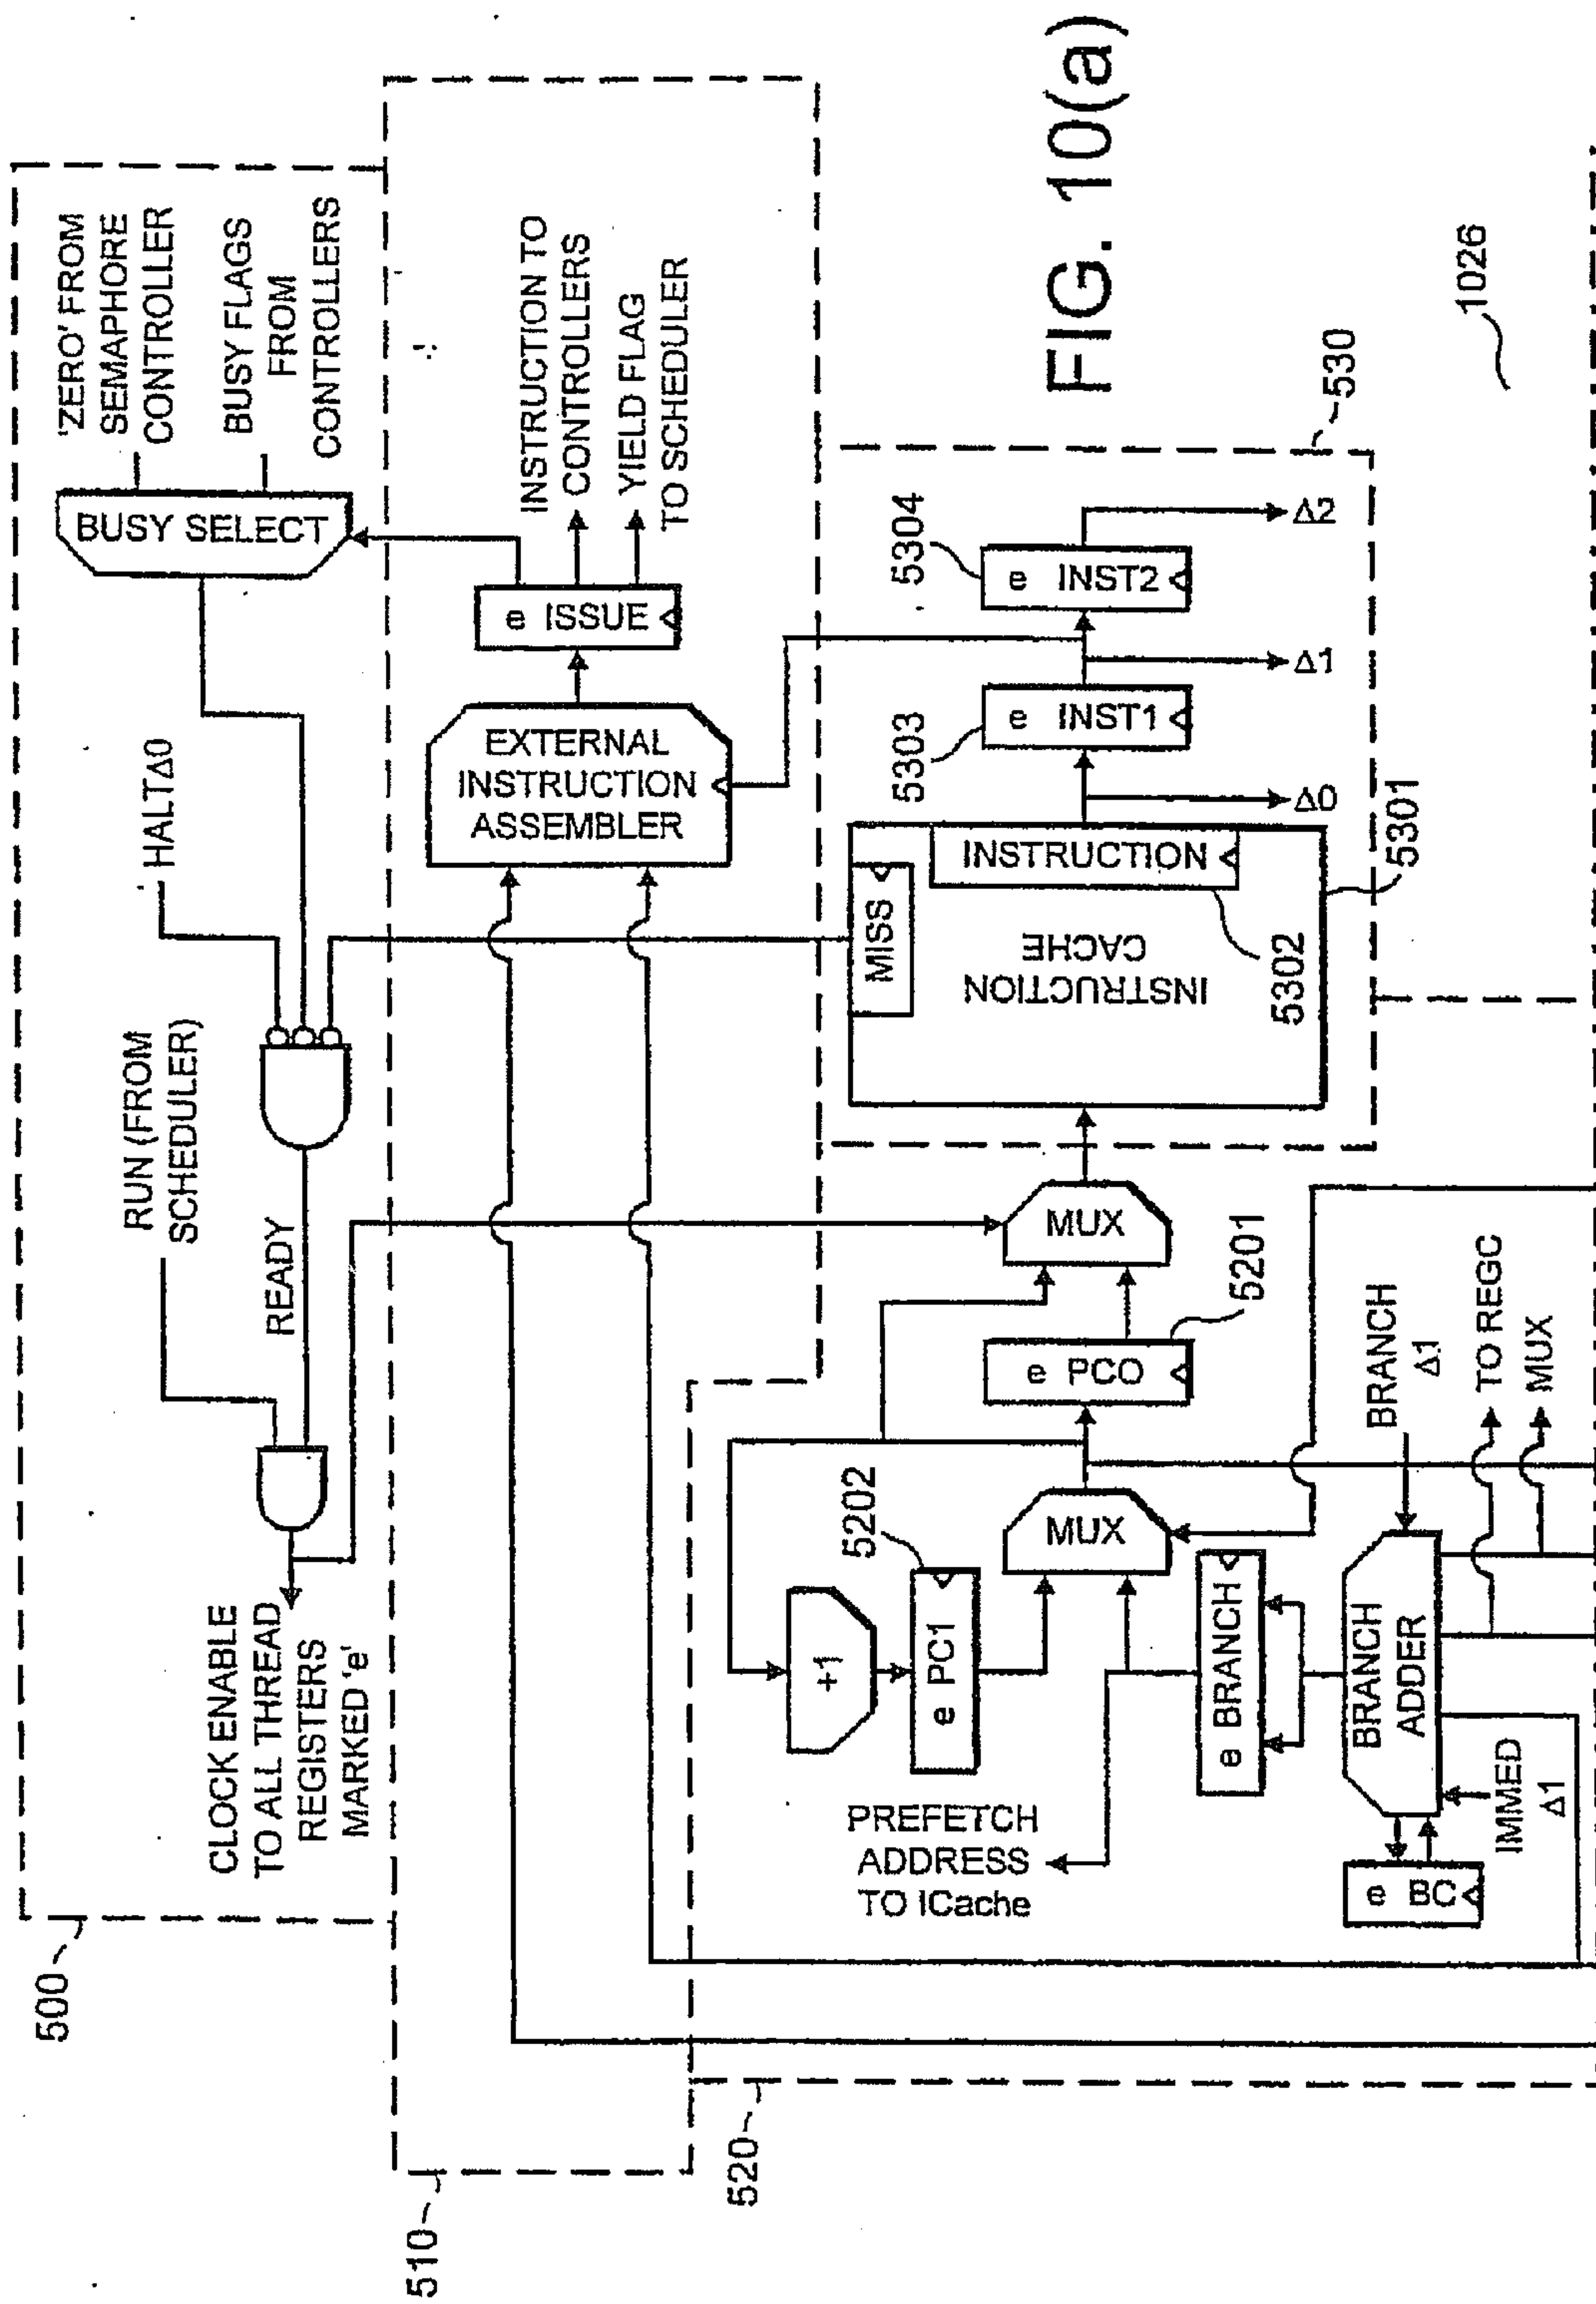 500
CLOCK ENABLE
TO ALL THREAD
REGISTERS
MARKED 'e'
RUN (FROM
SCHEDULER)
READY
HALTΔ0
BUSY SELECT
'ZERO' FROM
SEMAPHORE
CONTROLLER
BUSY FLAGS
FROM
CONTROLLERS
510
EXTERNAL
INSTRUCTION
ASSEMBLER
e ISSUE
INSTRUCTION TO
CONTROLLERS
YIELD FLAG
TO SCHEDULER
520
+1
5202
e PC1
MUX
e PCO
5201
MUX
PREFETCH
ADDRESS
TO ICache
e BRANCH
BRANCH
ADDER
BRANCH
Δ1
TO REGC
MUX
e BC
IMMED
Δ1
MISS
INSTRUCTION
CACHE
INSTRUCTION
5302
5301
5303
e INST1
5304
e INST2
Δ0
Δ1
Δ2
530
FIG. 10(a)
1026